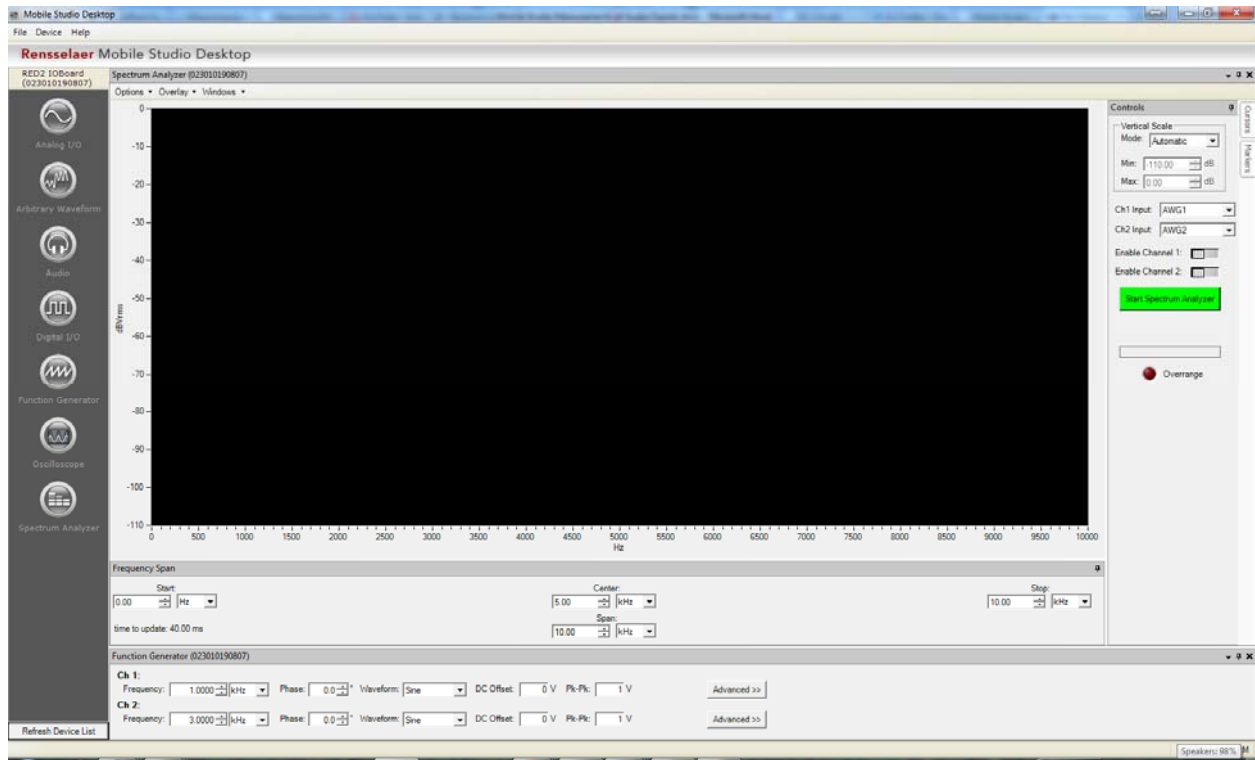 Mobile Studio Desktop
File Device Help
Rensselaer Mobile Studio Desktop
RED2 IOBoard
(023010190807)
Analog I/O
Arbitrary Waveform
Audio
Digital I/O
Function Generator
Oscilloscope
Spectrum Analyzer
Refresh Device List
Spectrum Analyzer (023010190807)
Options Overlay Windows
0
-10
-20
-30
-40
-50
-60
-70
-80
-90
-100
-110
dBVrms
0 500 1000 1500 2000 2500 3000 3500 4000 4500 5000 5500 6000 6500 7000 7500 8000 8500 9000 9500 10000
Hz
Controls
Vertical Scale
Mode: Automatic
Min: -110.00 dB
Max: 0.00 dB
Ch1 Input: AWG1
Ch2 Input: AWG2
Enable Channel 1:
Enable Channel 2:
Start Spectrum Analyzer
Overrange
Cursors
Markers
Frequency Span
Start: Center: Stop:
0.00 Hz 5.00 kHz 10.00 kHz
Span:
time to update: 40.00 ms 10.00 kHz
Function Generator (023010190807)
Ch 1:
Frequency: 1.0000 kHz Phase: 0.0 ° Waveform: Sine DC Offset: 0 V Pk-Pk: 1 V Advanced >>
Ch 2:
Frequency: 3.0000 kHz Phase: 0.0 ° Waveform: Sine DC Offset: 0 V Pk-Pk: 1 V Advanced >>
Speakers: 98% M